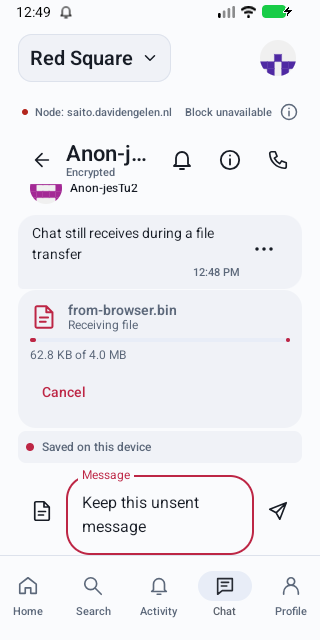 12:49
Red Square
Node: saito.davidengelen.nl Block unavailable
Anon-j...
Encrypted
Anon-jesTu2
Chat still receives during a file
transfer
12:48 PM
from-browser.bin
Receiving file
62.8 KB of 4.0 MB
Cancel
Saved on this device
Message
Keep this unsent
message
Home Search Activity Chat Profile